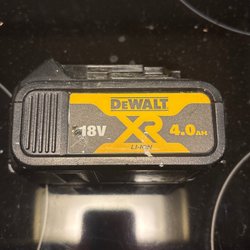 DEWALT
18V XR 4.0AH
LI-ION